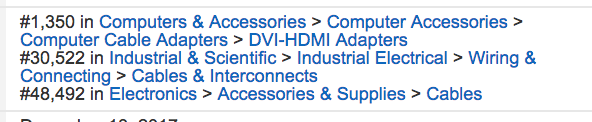 #1,350 in Computers & Accessories > Computer Accessories >
Computer Cable Adapters > DVI-HDMI Adapters
#30,522 in Industrial & Scientific > Industrial Electrical > Wiring &
Connecting > Cables & Interconnects
#48,492 in Electronics > Accessories & Supplies > Cables